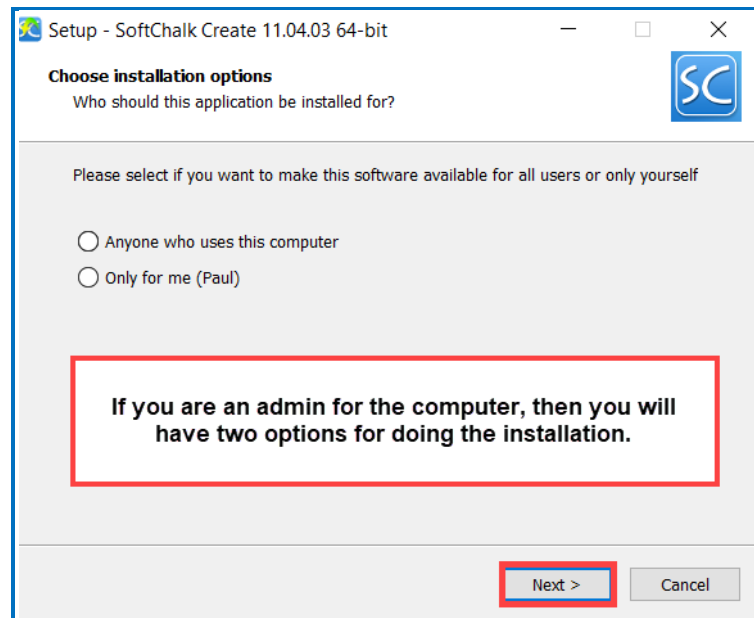 Setup - SoftChalk Create 11.04.03 64-bit
Choose installation options
Who should this application be installed for?
SC
Please select if you want to make this software available for all users or only yourself
Anyone who uses this computer
Only for me (Paul)
If you are an admin for the computer, then you will
have two options for doing the installation.
Next >
Cancel